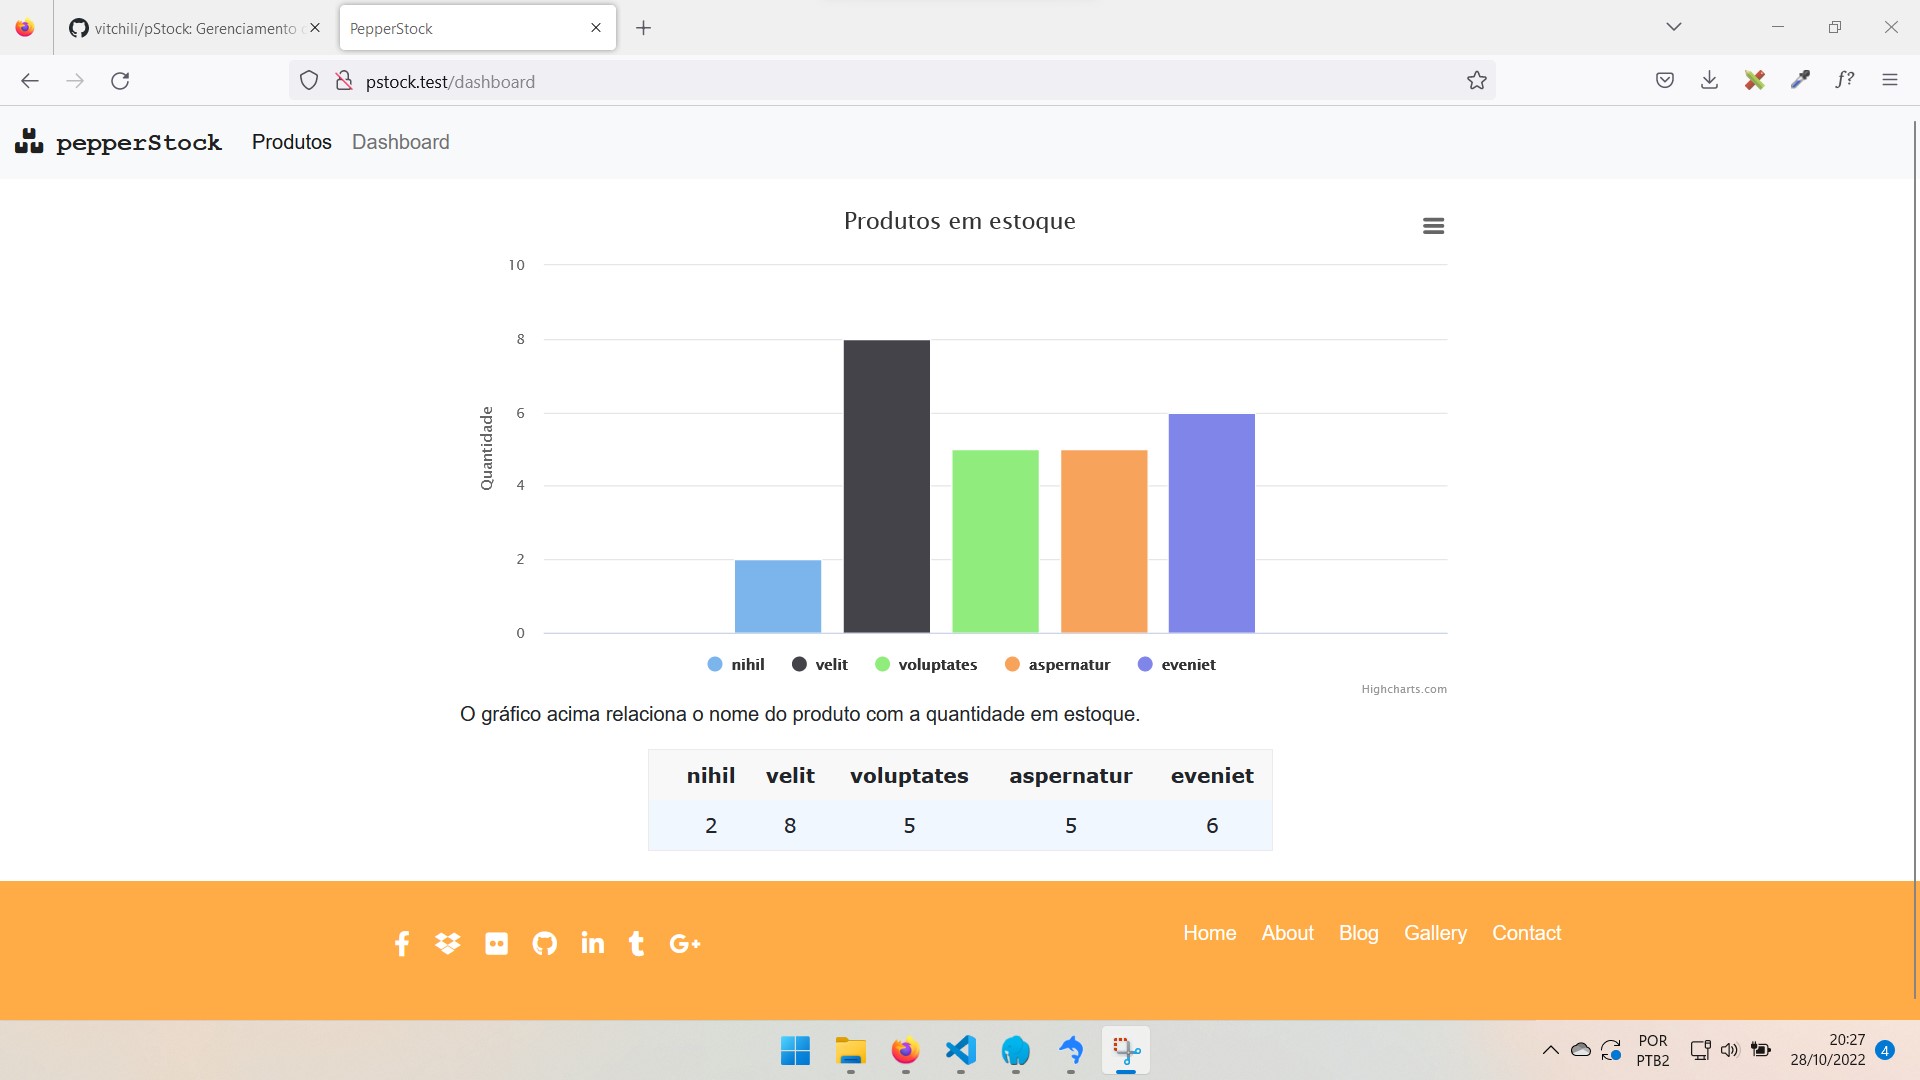 vitchili/pStock: Gerenciamento
PepperStock
pstock.test/dashboard
f?
pepperStock Produtos Dashboard
Produtos em estoque
10
8
6
4
2
0
Quantidade
nihil velit voluptates aspernatur eveniet
Highcharts.com
O gráfico acima relaciona o nome do produto com a quantidade em estoque.
nihil velit voluptates aspernatur eveniet
2 8 5 5 6
Home About Blog Gallery Contact
POR
PTB2
20:27
28/10/2022
4